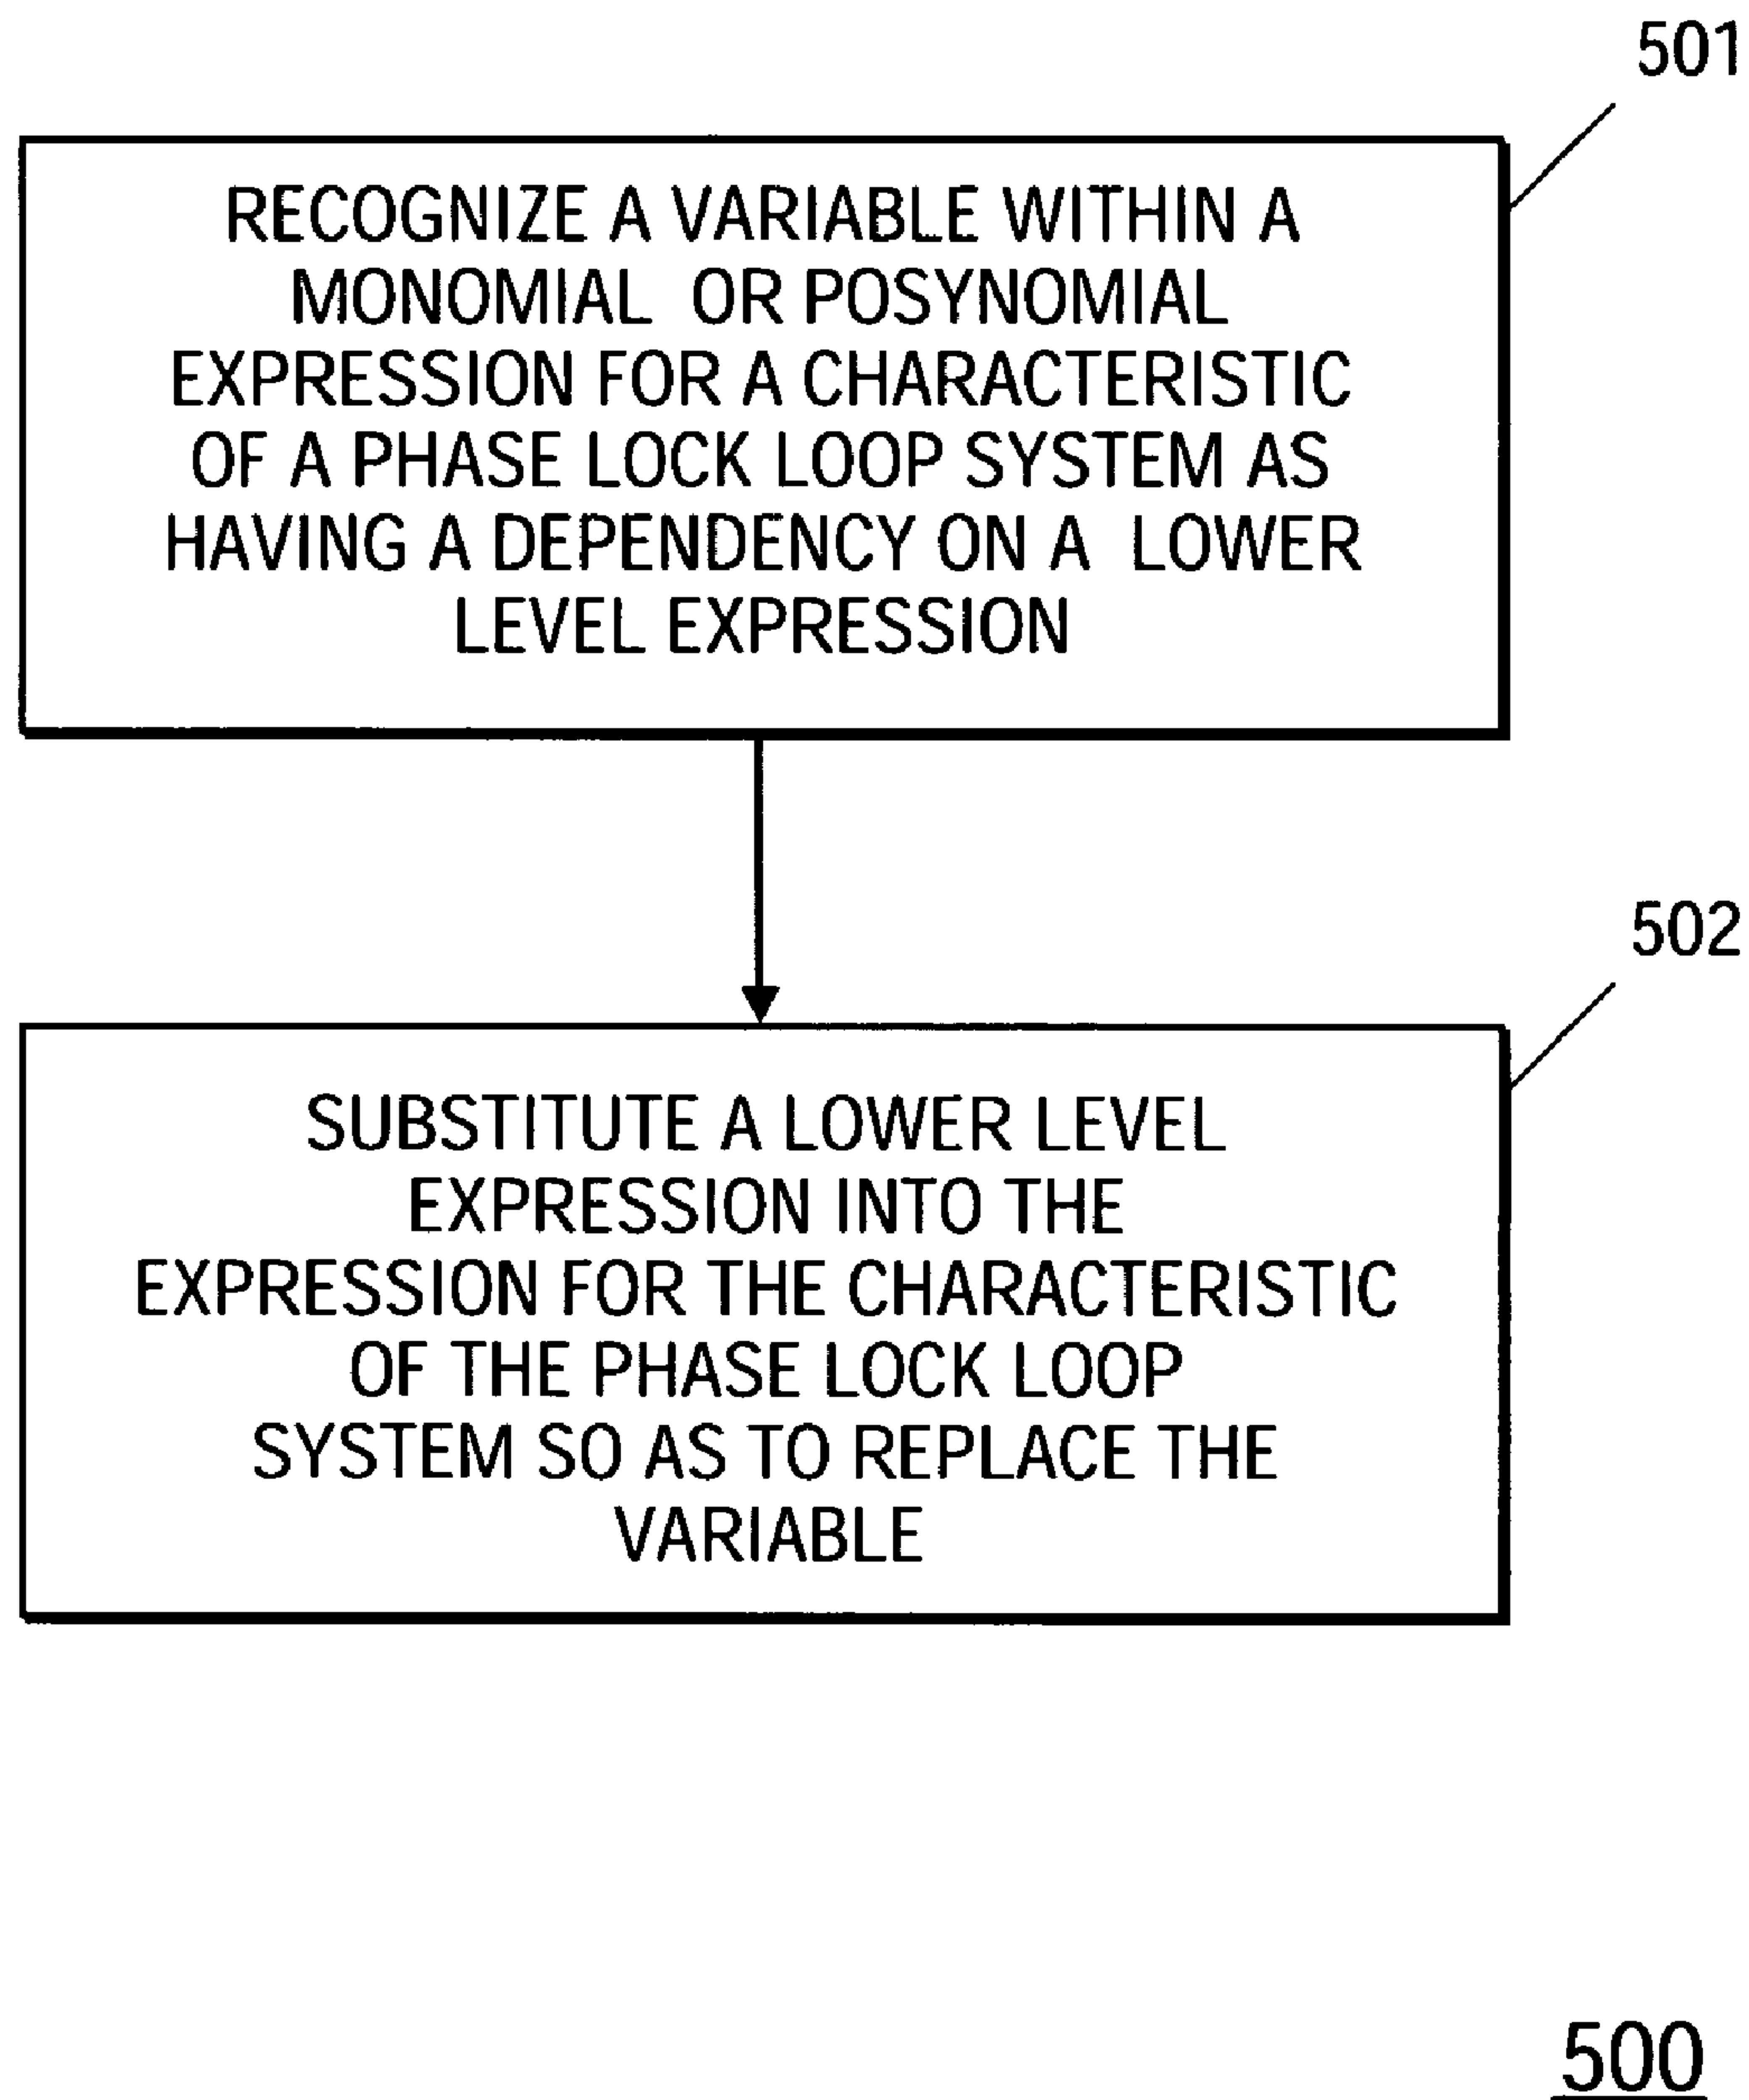 501
RECOGNIZE A VARIABLE WITHIN A
MONOMIAL OR POSYNOMIAL
EXPRESSION FOR A CHARACTERISTIC
OF A PHASE LOCK LOOP SYSTEM AS
HAVING A DEPENDENCY ON A LOWER
LEVEL EXPRESSION
502
SUBSTITUTE A LOWER LEVEL
EXPRESSION INTO THE
EXPRESSION FOR THE CHARACTERISTIC
OF THE PHASE LOCK LOOP
SYSTEM SO AS TO REPLACE THE
VARIABLE
500